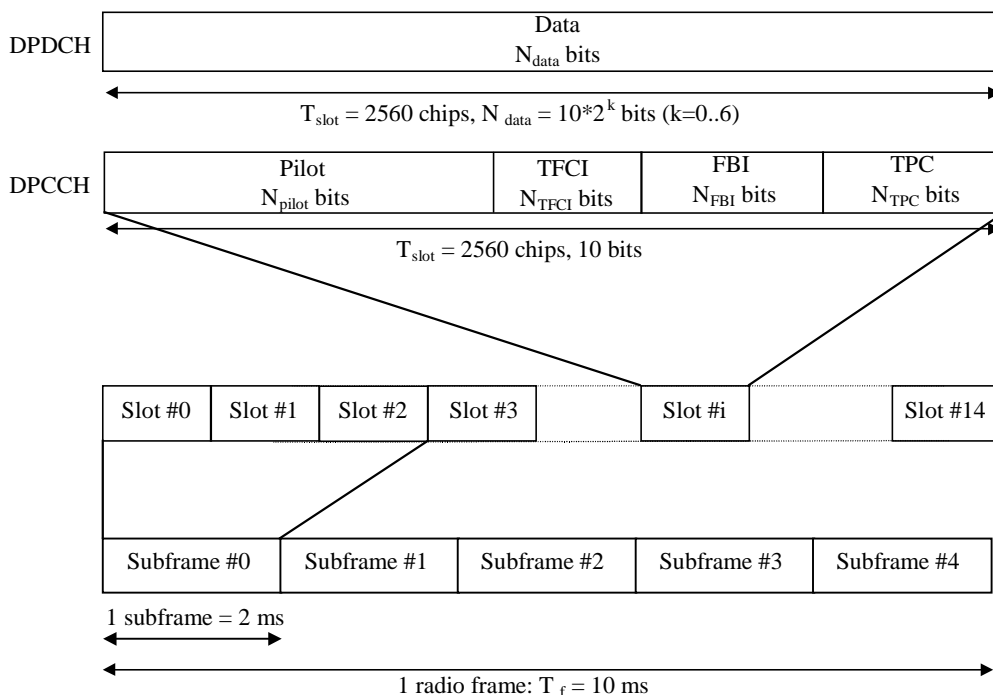 Data
DPDCH
N_data bits
T_slot = 2560 chips, N_data = 10*2^k bits (k=0..6)
Pilot TFCI FBI TPC
DPCCH
N_pilot bits N_TFCI bits N_FBI bits N_TPC bits
T_slot = 2560 chips, 10 bits
Slot #0 Slot #1 Slot #2 Slot #3 Slot #i Slot #14
Subframe #0 Subframe #1 Subframe #2 Subframe #3 Subframe #4
1 subframe = 2 ms
1 radio frame: T_f = 10 ms